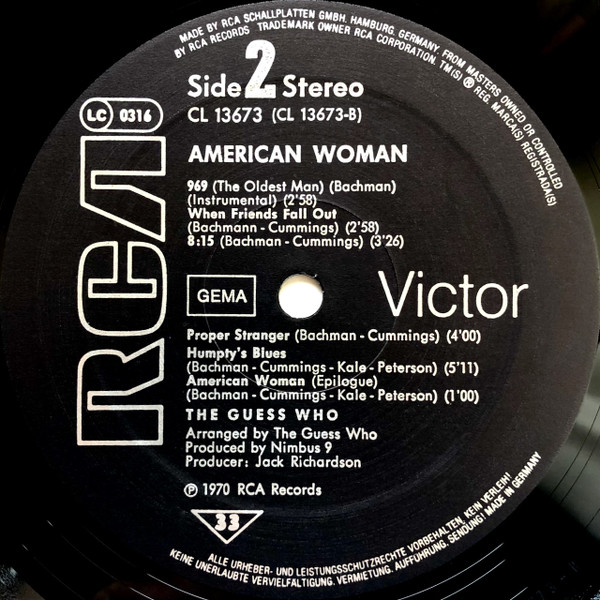 MADE BY RCA SCHALLPLATTEN GMBH. HAMBURG, GERMANY, FROM MASTERS OWNED OR CONTROLLED
BY RCA RECORDS TRADEMARK OWNER RCA CORPORATION. TM(S) ® REG. MARCA(S) REGISTRADA(S)
Side 2 Stereo
LC 0316
CL 13673 (CL 13673-B)
AMERICAN WOMAN
969 (The Oldest Man) (Bachman)
(Instrumental) (2'58)
When Friends Fall Out
(Bachmann - Cummings) (2'58)
8:15 (Bachman - Cummings) (3'26)
RCA
GEMA
Victor
Proper Stranger (Bachman - Cummings) (4'00)
Humpty's Blues
(Bachman - Cummings - Kale - Peterson) (5'11)
American Woman (Epilogue)
(Bachman - Cummings - Kale - Peterson) (1'00)
THE GUESS WHO
Arranged by The Guess Who
Produced by Nimbus 9
Producer: Jack Richardson
℗ 1970 RCA Records
33
ALLE URHEBER- UND LEISTUNGSSCHUTZRECHTE VORBEHALTEN, KEIN VERLEIH!
KEINE UNERLAUBTE VERVIELFALTIGUNG. VERMIETUNG. AUFFÜHRUNG. SENDUNG! MADE IN GERMANY